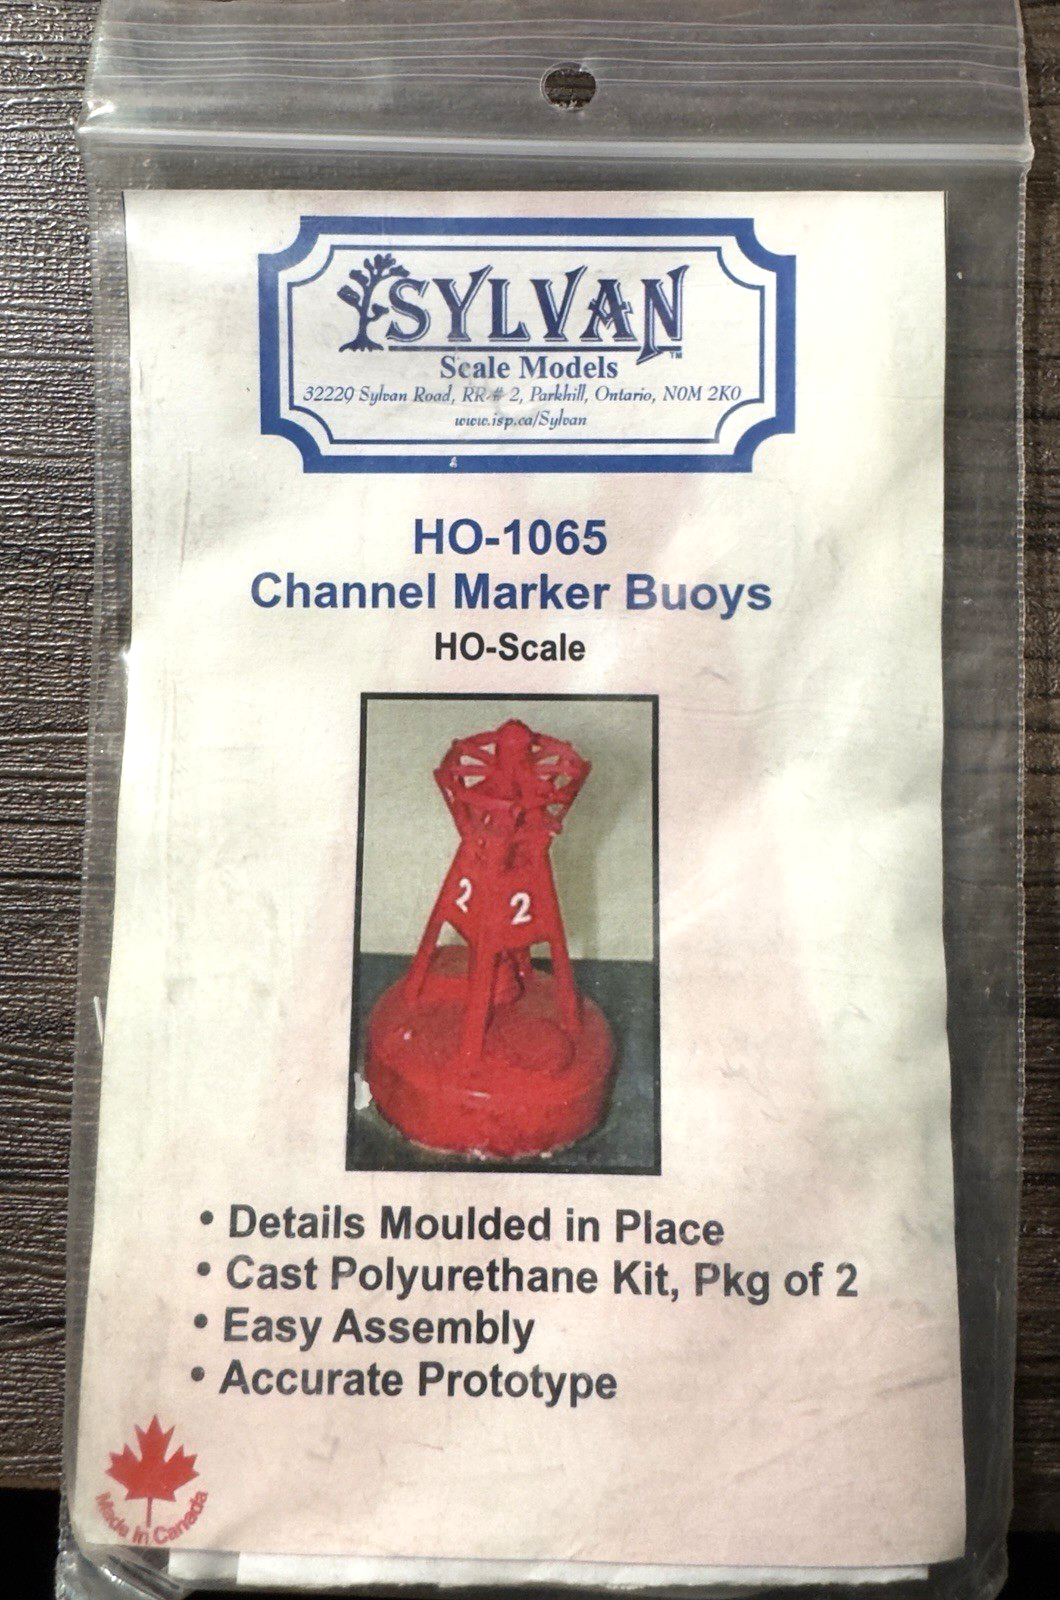 SYLVAN™
Scale Models
32229 Sylvan Road, RR # 2, Parkhill, Ontario, N0M 2K0
www.isp.ca/Sylvan
HO-1065
Channel Marker Buoys
HO-Scale
2 2
• Details Moulded in Place
• Cast Polyurethane Kit, Pkg of 2
• Easy Assembly
• Accurate Prototype
Made in Canada